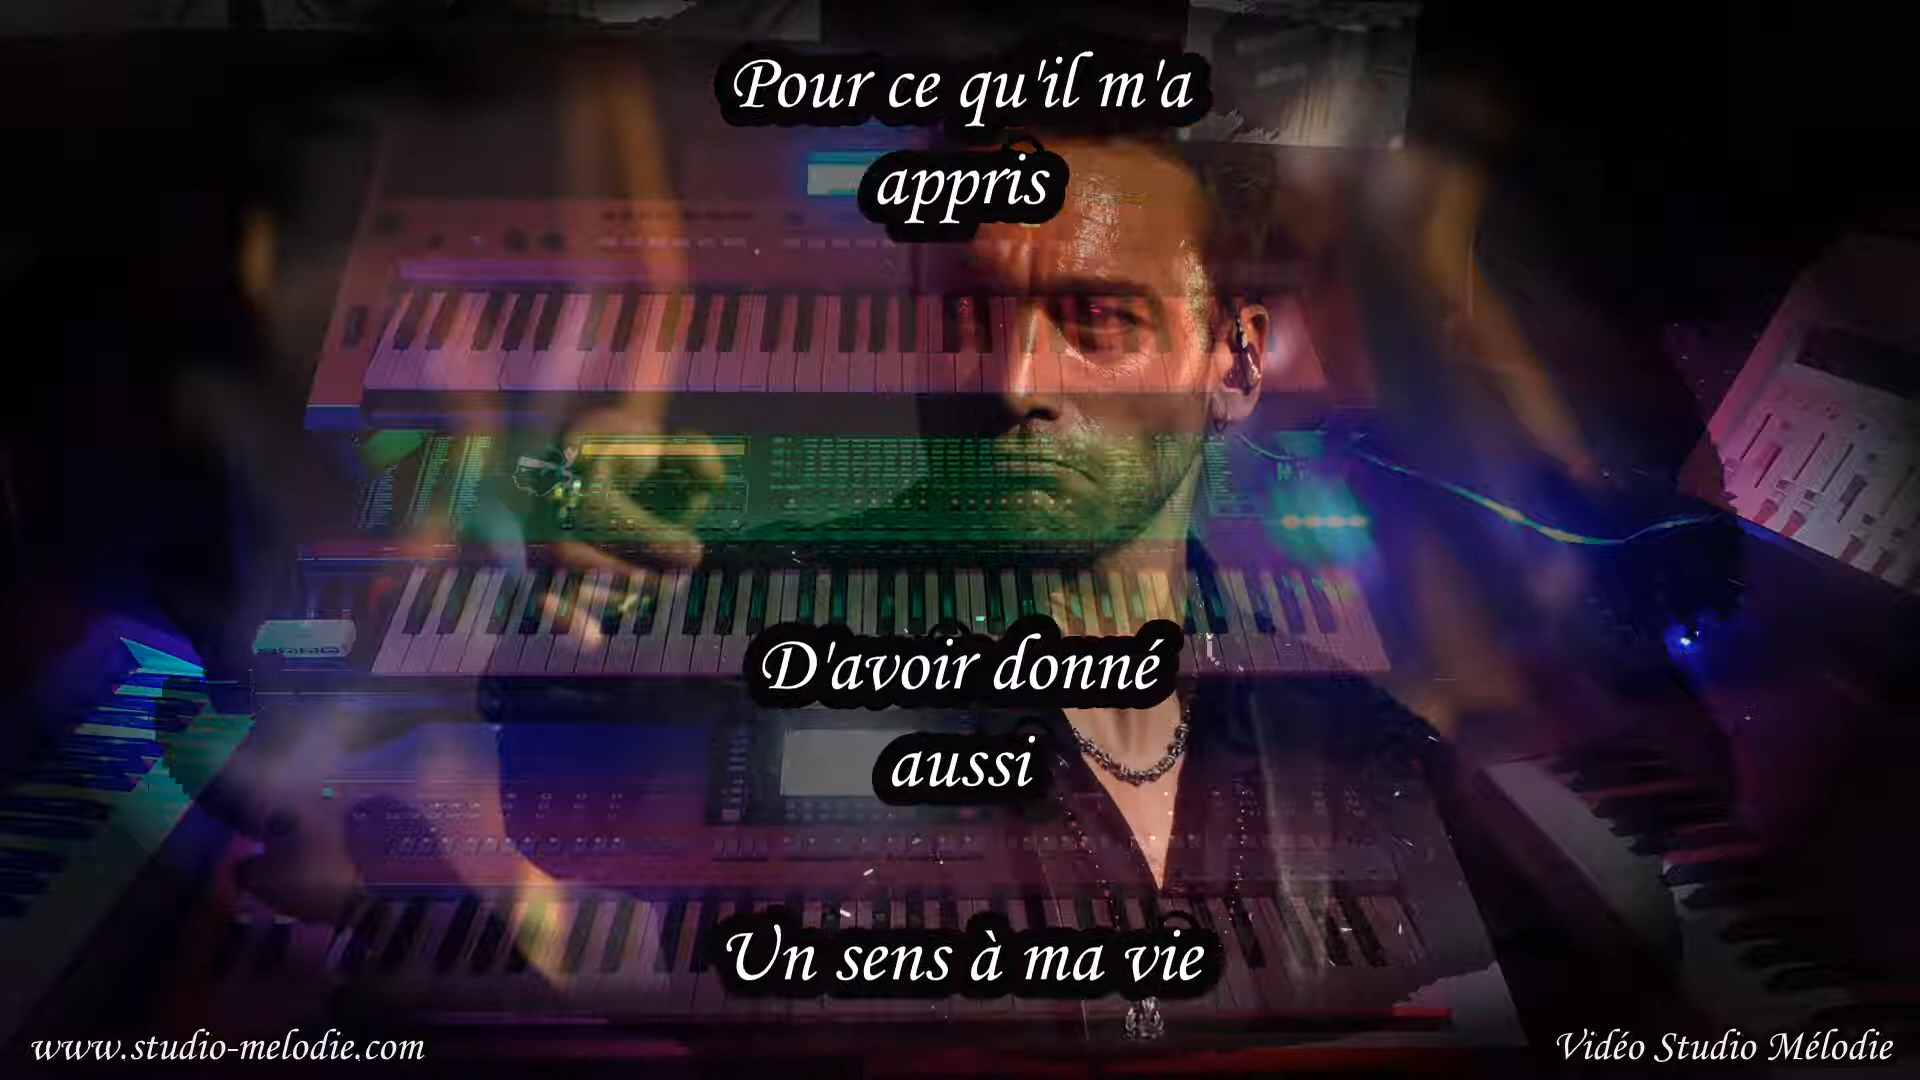 Pour ce qu'il m'a
appris
D'avoir donné
aussi
Un sens à ma vie
www.studio-melodie.com
Vidéo Studio Mélodie